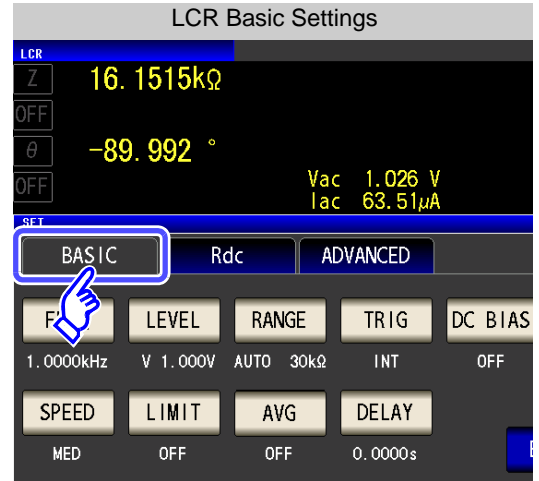 LCR Basic Settings
LCR
Z 16.1515kΩ
OFF
θ -89.992 °
OFF
Vac 1.026 V
Iac 63.51μA
SET
BASIC Rdc ADVANCED
LEVEL RANGE TRIG DC BIAS
1.0000kHz V 1.000V AUTO 30kΩ INT OFF
SPEED LIMIT AVG DELAY
MED OFF OFF 0.0000s